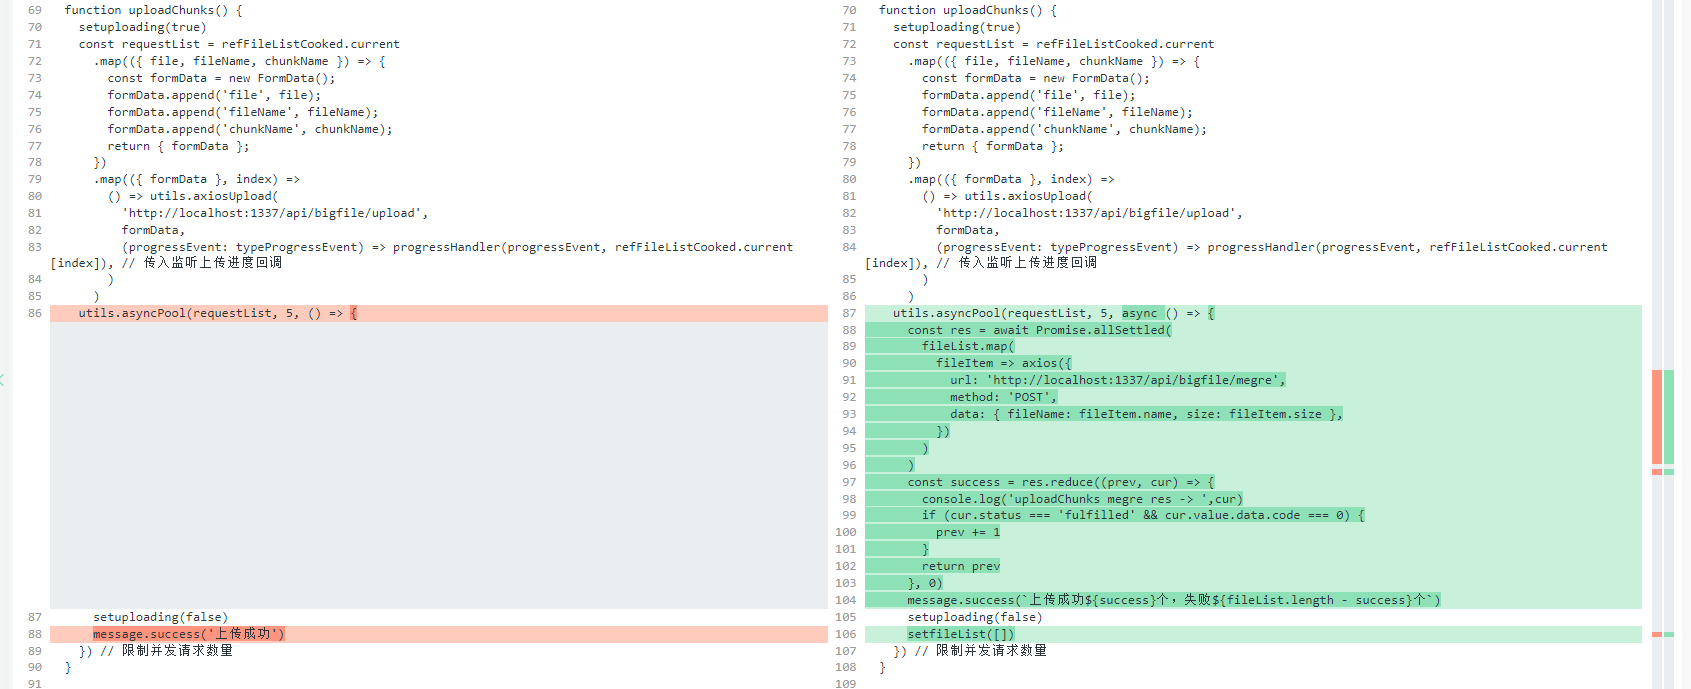 69 function uploadChunks() {
70 setuploading(true)
71 const requestList = refFileListCooked.current
72 .map(({ file, fileName, chunkName }) => {
73 const formData = new FormData();
74 formData.append('file', file);
75 formData.append('fileName', fileName);
76 formData.append('chunkName', chunkName);
77 return { formData };
78 })
79 .map(({ formData }, index) =>
80 () => utils.axiosUpload(
81 'http://localhost:1337/api/bigfile/upload',
82 formData,
83 (progressEvent: typeProgressEvent) => progressHandler(progressEvent, refFileListCooked.current
[index]), // 传入监听上传进度回调
84 )
85 )
86 utils.asyncPool(requestList, 5, () => {
87 setuploading(false)
88 message.success('上传成功')
89 }) // 限制并发请求数量
90 }
91
70 function uploadChunks() {
71 setuploading(true)
72 const requestList = refFileListCooked.current
73 .map(({ file, fileName, chunkName }) => {
74 const formData = new FormData();
75 formData.append('file', file);
76 formData.append('fileName', fileName);
77 formData.append('chunkName', chunkName);
78 return { formData };
79 })
80 .map(({ formData }, index) =>
81 () => utils.axiosUpload(
82 'http://localhost:1337/api/bigfile/upload',
83 formData,
84 (progressEvent: typeProgressEvent) => progressHandler(progressEvent, refFileListCooked.current
[index]), // 传入监听上传进度回调
85 )
86 )
87 utils.asyncPool(requestList, 5, async () => {
88 const res = await Promise.allSettled(
89 fileList.map(
90 fileItem => axios({
91 url: 'http://localhost:1337/api/bigfile/megre',
92 method: 'POST',
93 data: { fileName: fileItem.name, size: fileItem.size },
94 })
95 )
96 )
97 const success = res.reduce((prev, cur) => {
98 console.log('uploadChunks megre res -> ',cur)
99 if (cur.status === 'fulfilled' && cur.value.data.code === 0) {
100 prev += 1
101 }
102 return prev
103 }, 0)
104 message.success(`上传成功${success}个，失败${fileList.length - success}个`)
105 setuploading(false)
106 setfileList([])
107 }) // 限制并发请求数量
108 }
109